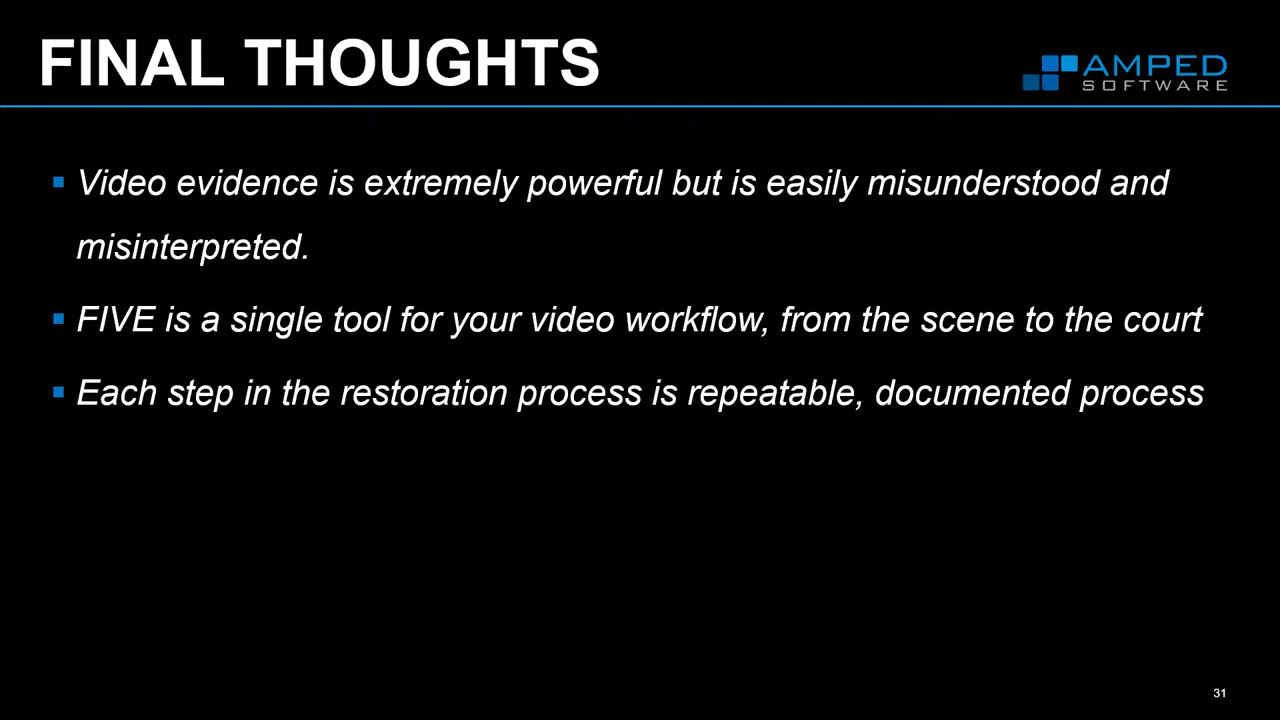 FINAL THOUGHTS
AMPED
SOFTWARE
▪ Video evidence is extremely powerful but is easily misunderstood and
misinterpreted.
▪ FIVE is a single tool for your video workflow, from the scene to the court
▪ Each step in the restoration process is repeatable, documented process
31